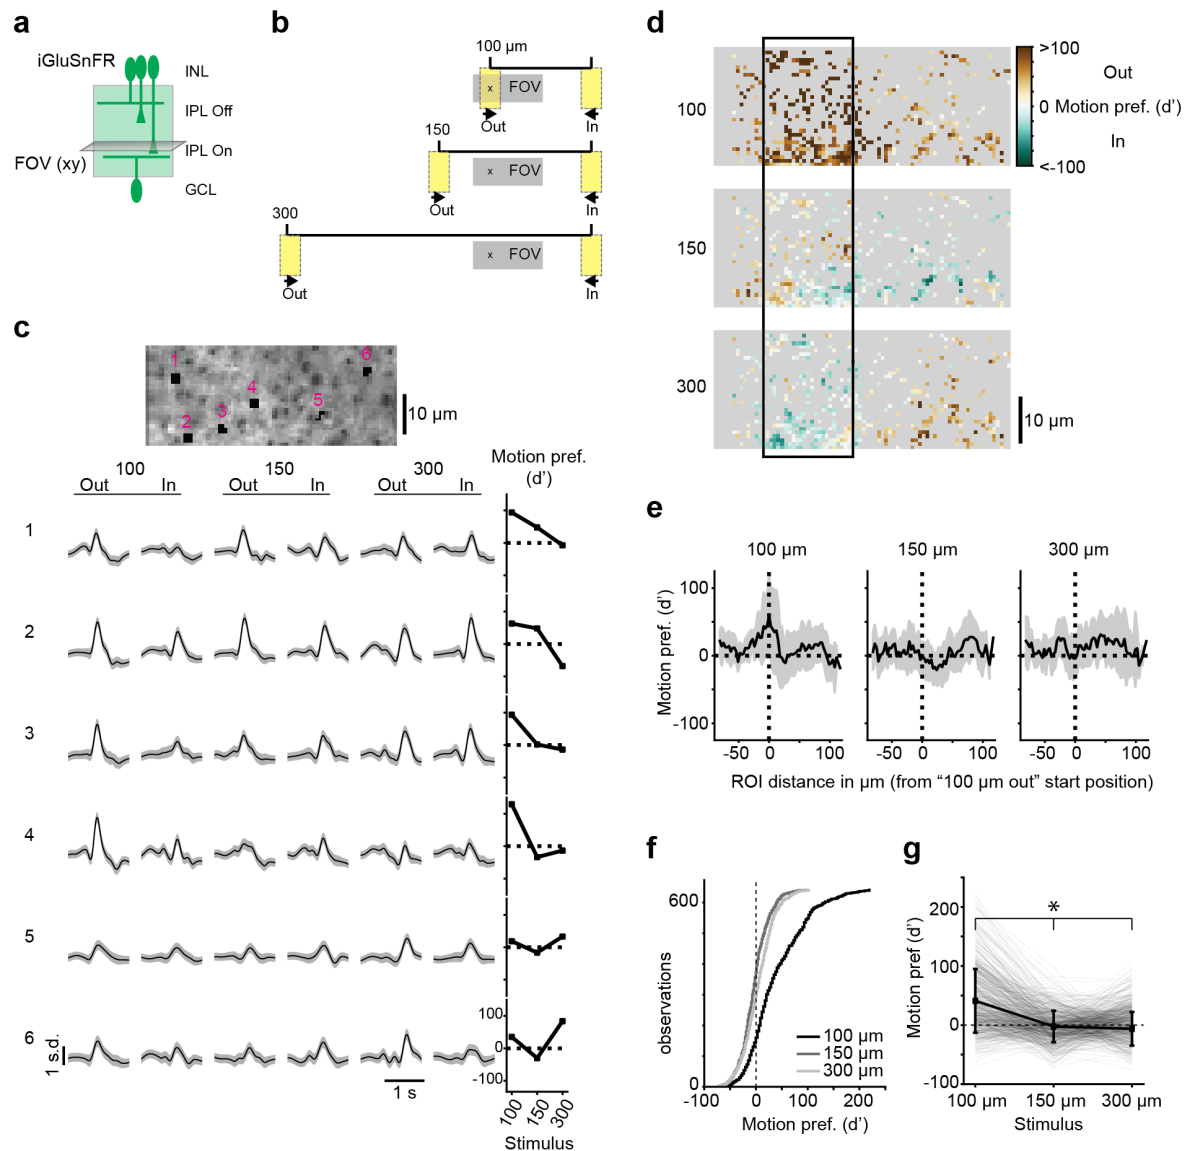 a
iGluSnFR
INL
IPL Off
IPL On
FOV (xy)
GCL
b
100 µm
x FOV
Out In
150
x FOV
Out In
300
x FOV
Out In
c
1
6
4
5
3
2
10 µm
100 150 300
Out In Out In Out In
Motion pref.
(d’)
1
2
3
4
5
6
1 s.d.
1 s
100
0
-100
100 150 300
Stimulus
d
100
150
300
>100
0
<-100
Out
Motion pref. (d’)
In
10 µm
e
100 µm 150 µm 300 µm
Motion pref. (d’)
100
0
-100
-50 0 100 -50 0 100 -50 0 100
ROI distance in µm (from “100 µm out” start position)
f
observations
600
0
100 µm
150 µm
300 µm
-100 0 100 200
Motion pref. (d’)
g
Motion pref (d’)
200
100
0
-100
*
100 µm 150 µm 300 µm
Stimulus